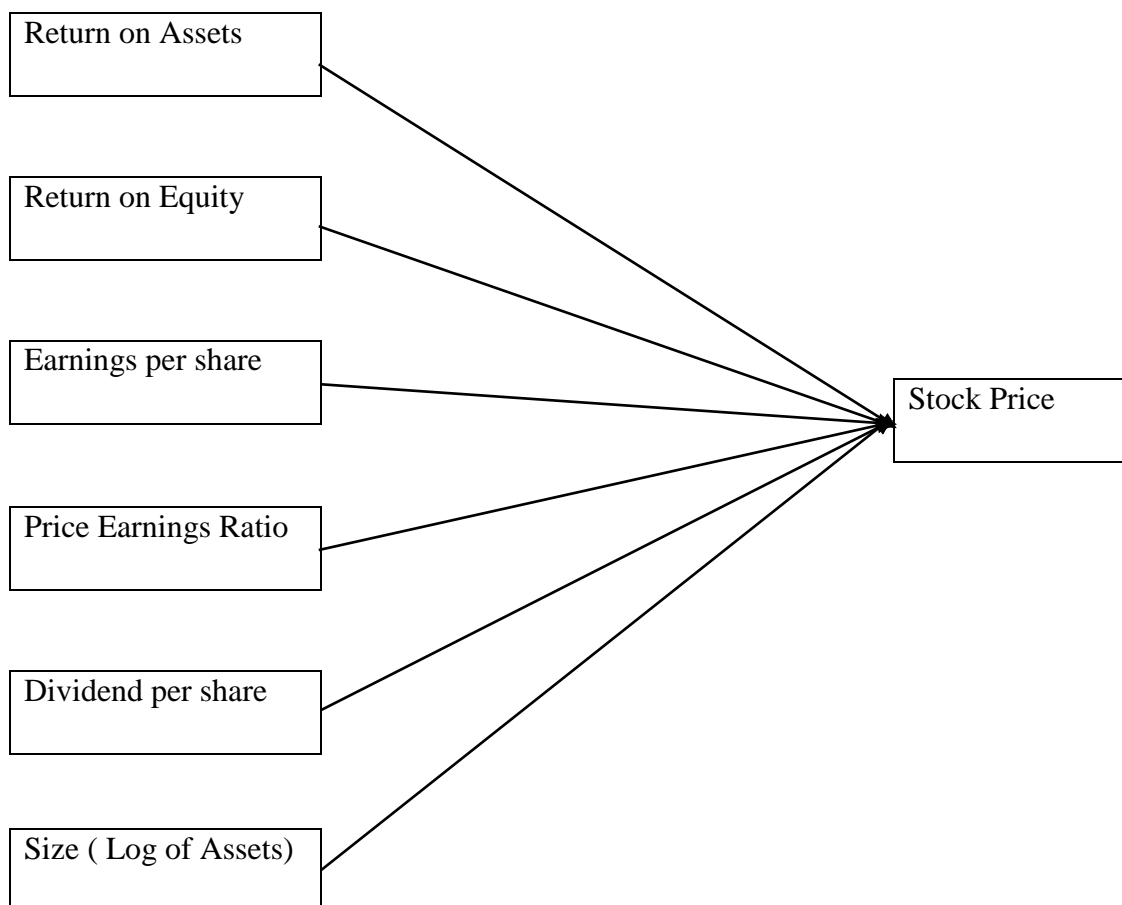 Return on Assets
Return on Equity
Earnings per share
Stock Price
Price Earnings Ratio
Dividend per share
Size ( Log of Assets)